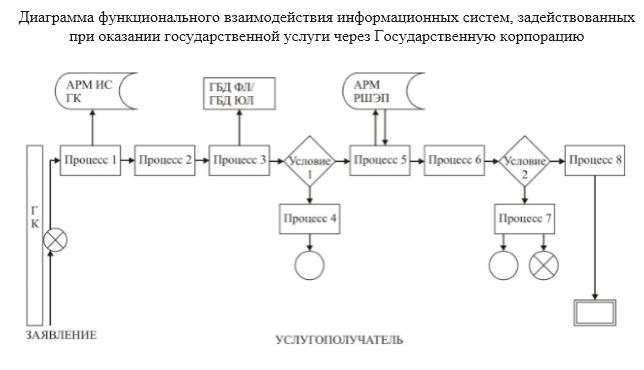 Диаграмма функционального взаимодействия информационных систем, задействованных
при оказании государственной услуги через Государственную корпорацию
АРМ ИС
ГК
ГБД ФЛ/
ГБД ЮЛ
АРМ
РШЭП
Процесс 1
Процесс 2
Процесс 3
Условие
1
Процесс 5
Процесс 6
Условие
2
Процесс 8
Г
К
Процесс 4
Процесс 7
ЗАЯВЛЕНИЕ
УСЛУГОПОЛУЧАТЕЛЬ